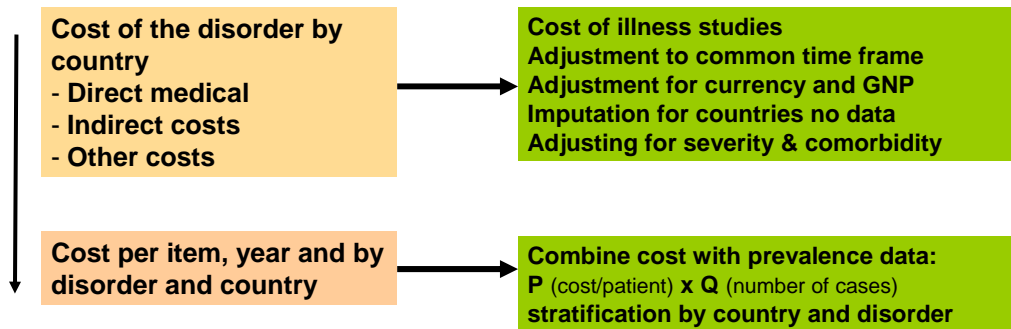 Cost of the disorder by
country
- Direct medical
- Indirect costs
- Other costs
Cost of illness studies
Adjustment to common time frame
Adjustment for currency and GNP
Imputation for countries no data
Adjusting for severity & comorbidity
Cost per item, year and by
disorder and country
Combine cost with prevalence data:
P (cost/patient) x Q (number of cases)
stratification by country and disorder